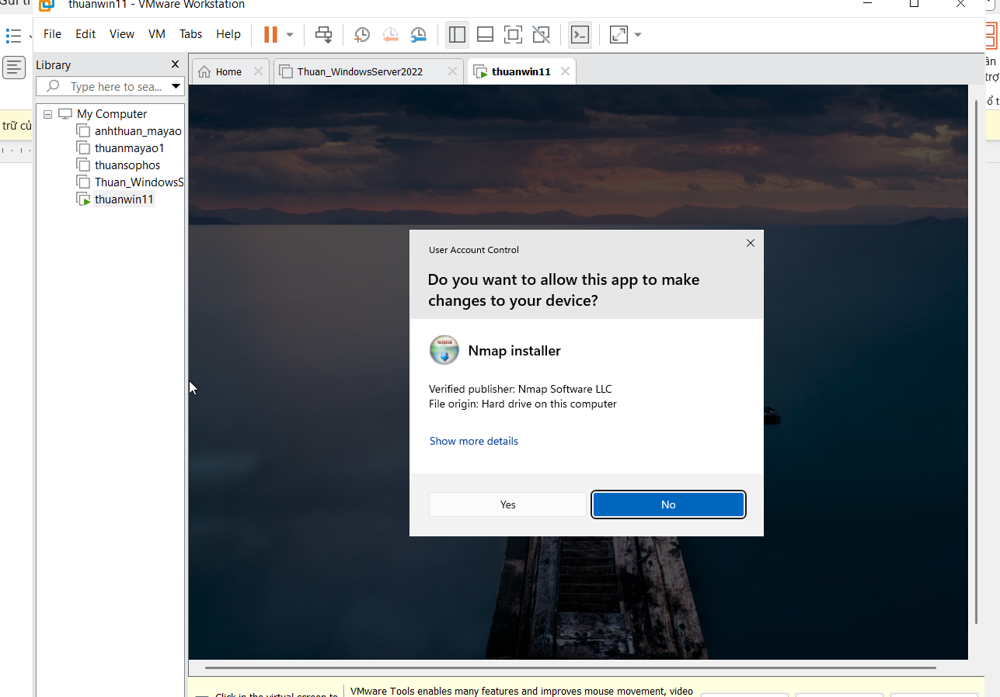 thuanwin11 - VMware Workstation
File Edit View VM Tabs Help
Library
Type here to sea...
Home
Thuan_WindowsServer2022
thuanwin11
My Computer
anhthuan_mayao
thuanmayao1
thuansophos
Thuan_WindowsS
thuanwin11
trữ củ
User Account Control
Do you want to allow this app to make
changes to your device?
Nmap installer
Verified publisher: Nmap Software LLC
File origin: Hard drive on this computer
Show more details
Yes
No
Click in the virtual screen to
VMware Tools enables many features and improves mouse movement, video